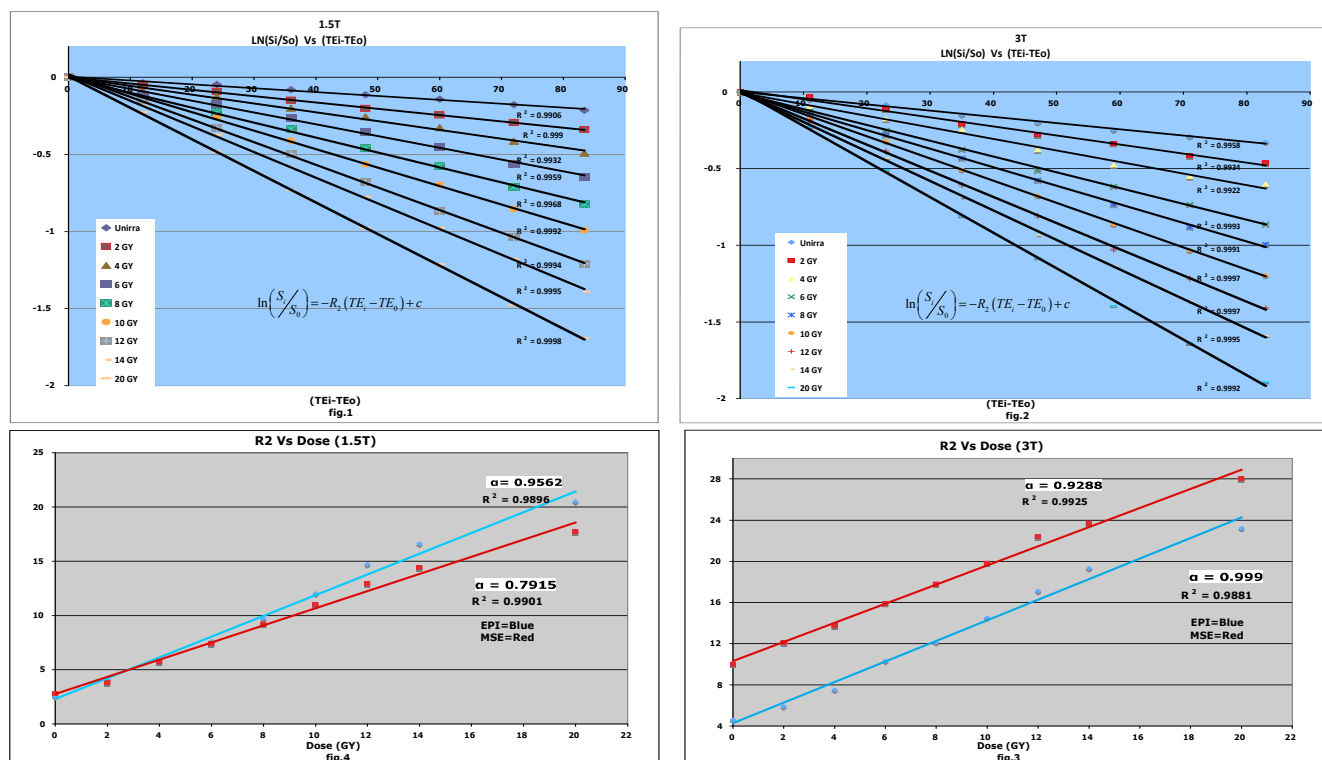 1.5T
LN(Si/So) Vs (TEi-TEo)
0
0 10 20 30 40 50 60 70 80 90
-0.5
-1
-1.5
-2
R² = 0.9906
R² = 0.999
R² = 0.9932
R² = 0.9959
R² = 0.9968
R² = 0.9992
R² = 0.9994
R² = 0.9995
R² = 0.9998
Unirra
2 GY
4 GY
6 GY
8 GY
10 GY
12 GY
14 GY
20 GY
ln(Si/S0) = −R2(TEi − TE0) + c
(TEi-TEo)
fig.1
3T
LN(Si/So) Vs (TEi-TEo)
0
0 10 20 30 40 50 60 70 80 90
-0.5
-1
-1.5
-2
R² = 0.9958
R² = 0.9934
R² = 0.9922
R² = 0.9993
R² = 0.9991
R² = 0.9997
R² = 0.9997
R² = 0.9995
R² = 0.9992
Unirra
2 GY
4 GY
6 GY
8 GY
10 GY
12 GY
14 GY
20 GY
ln(Si/S0) = −R2(TEi − TE0) + c
(TEi-TEo)
fig.2
R2 Vs Dose (1.5T)
25
20
15
10
5
0
α= 0.9562
R² = 0.9896
α = 0.7915
R² = 0.9901
EPI=Blue
MSE=Red
0 2 4 6 8 10 12 14 16 18 20 22
Dose (GY)
fig.4
R2 Vs Dose (3T)
28
24
20
16
12
8
4
α = 0.9288
R² = 0.9925
α = 0.999
R² = 0.9881
EPI=Blue
MSE=Red
0 2 4 6 8 10 12 14 16 18 20 22
Dose (GY)
fig.3